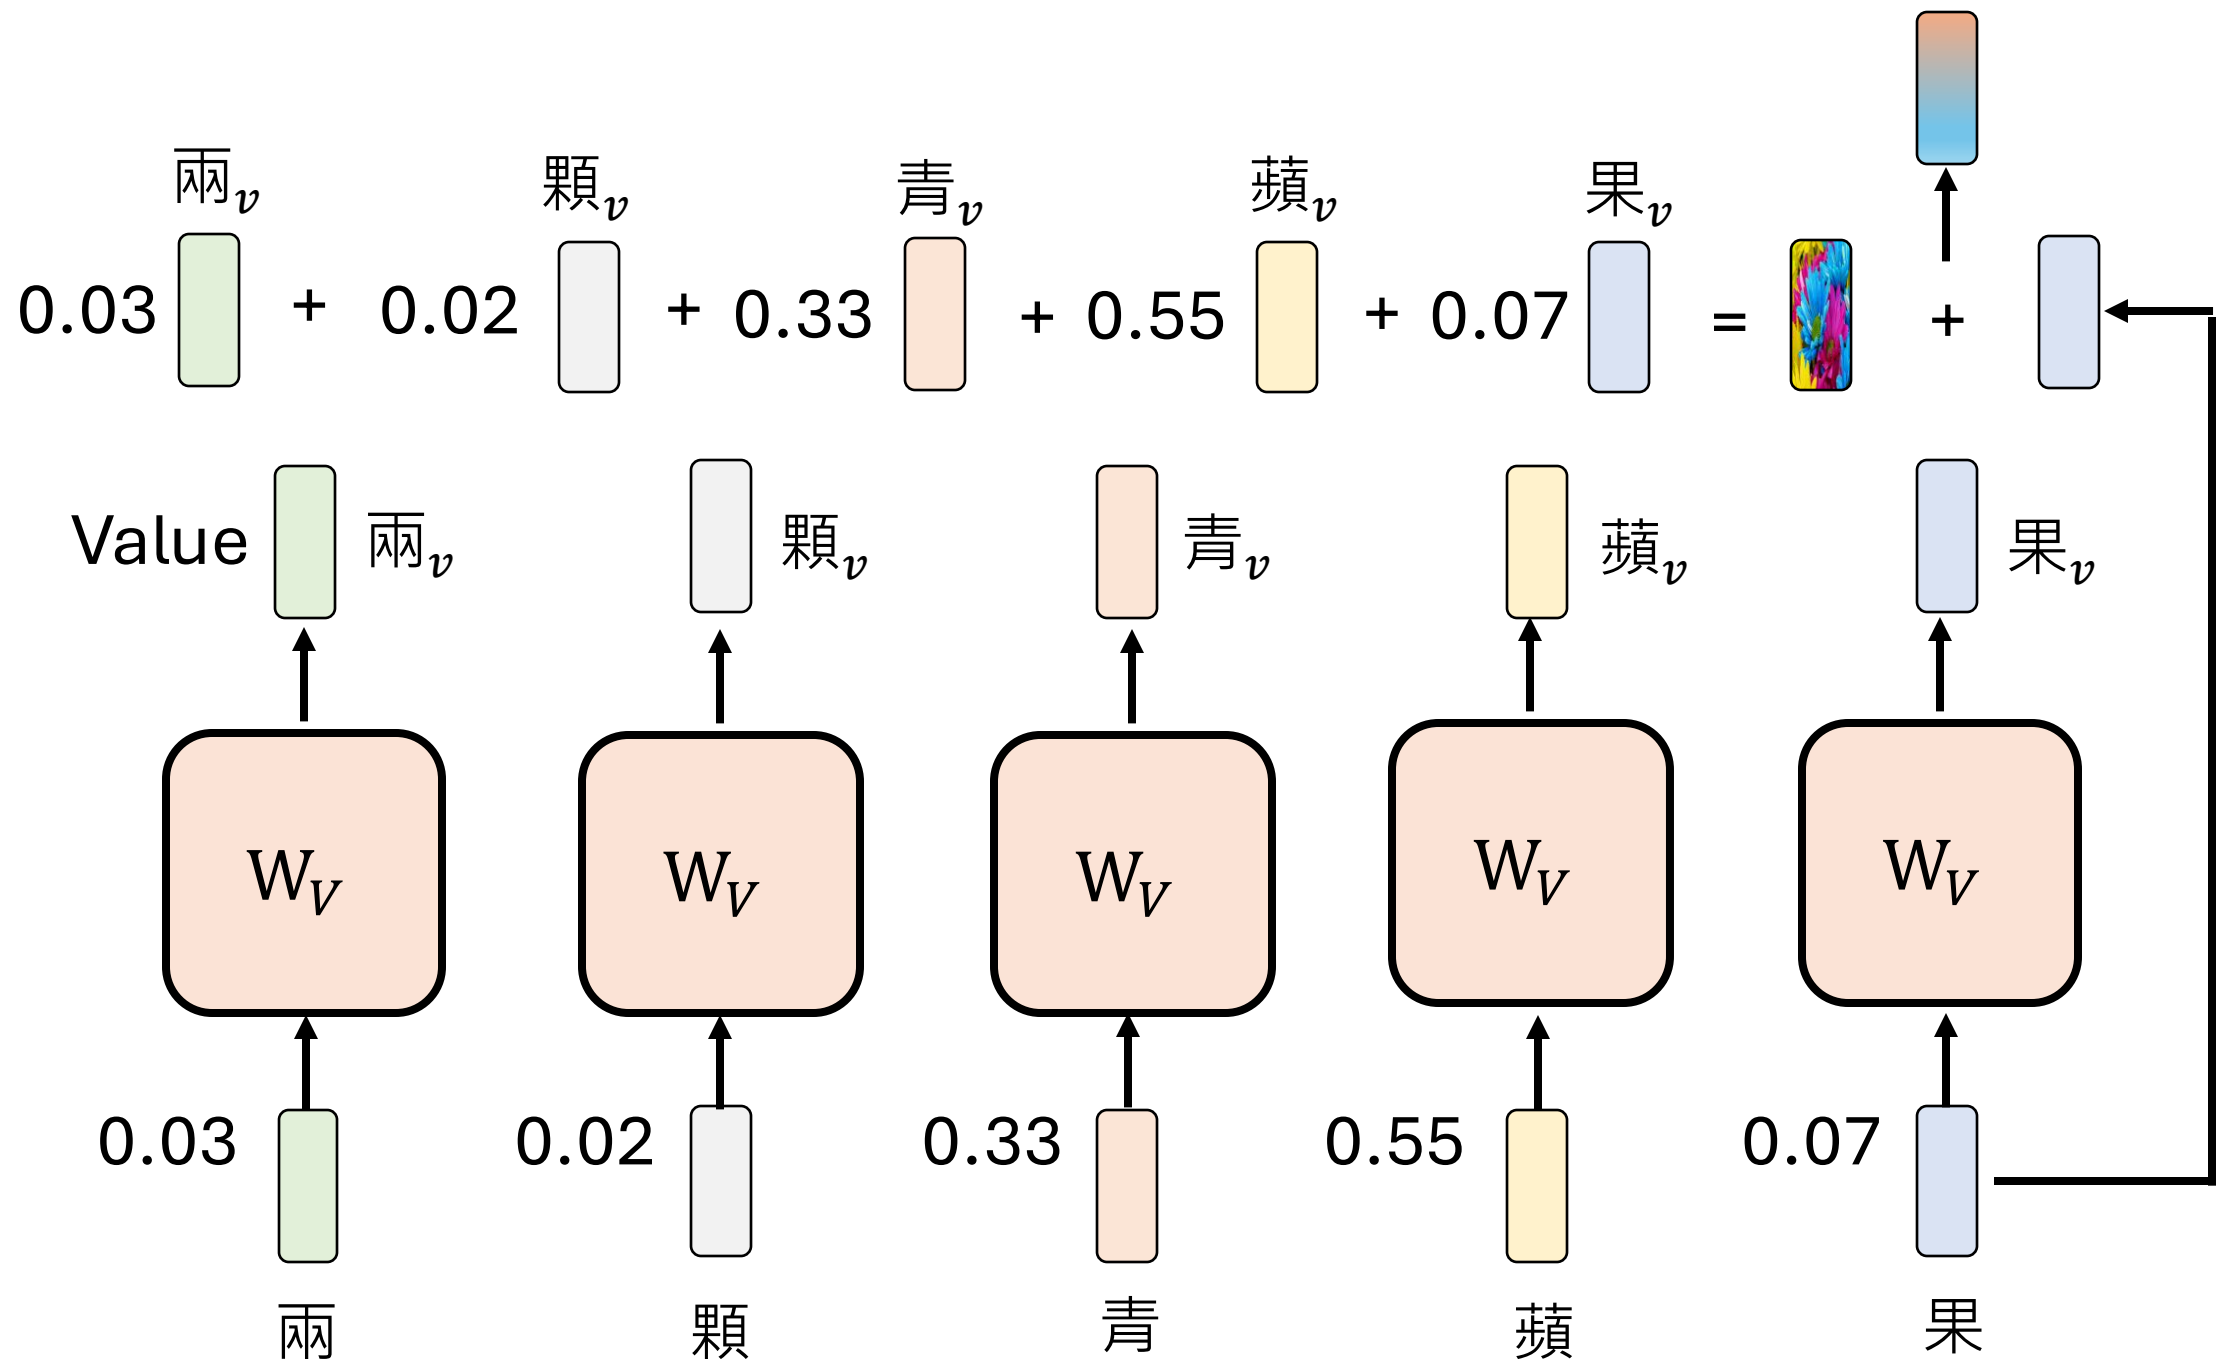 兩v 顆v 青v 蘋v 果v
0.03 + 0.02 + 0.33 + 0.55 + 0.07 = +
Value 兩v 顆v 青v 蘋v 果v
WV WV WV WV WV
0.03 0.02 0.33 0.55 0.07
兩 顆 青 蘋 果